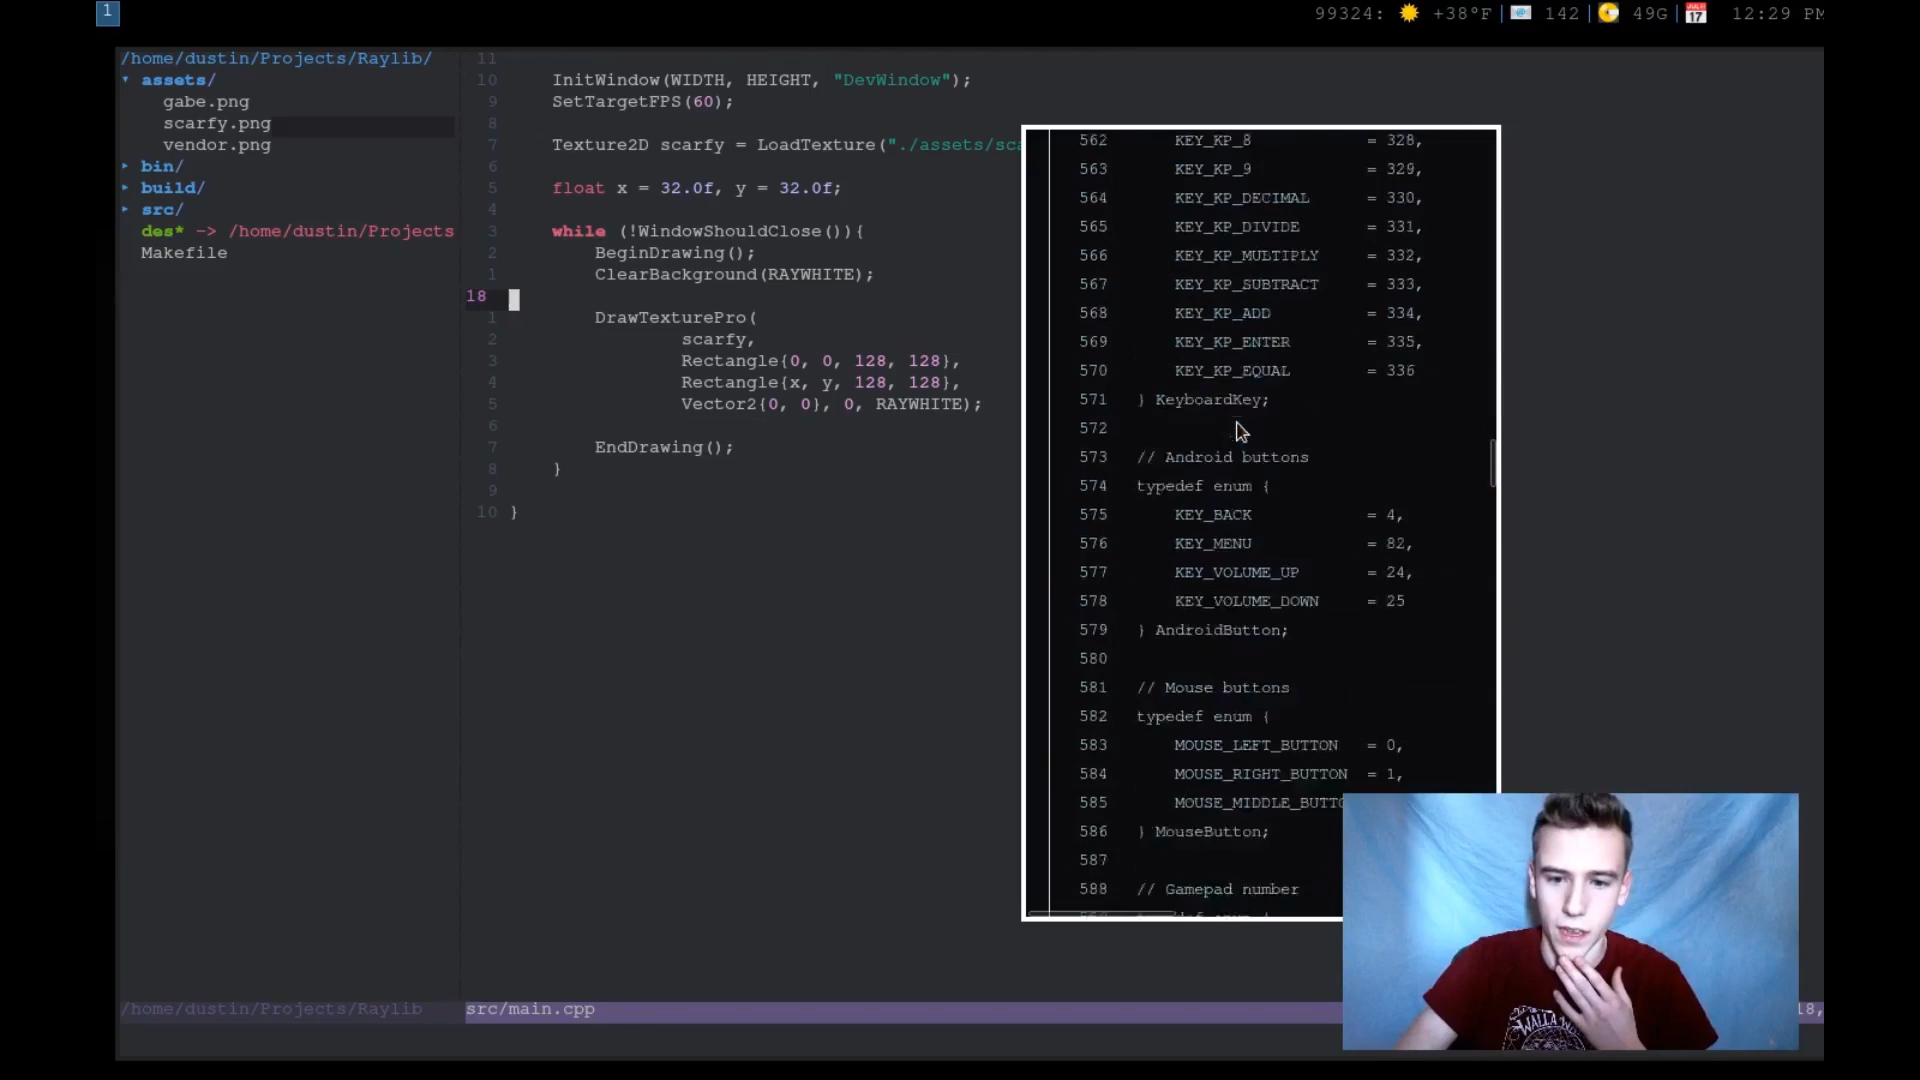 1
99324: +38°F | 142 | 49G | JUL 17 12:29 PM
/home/dustin/Projects/Raylib/
▾ assets/
gabe.png
scarfy.png
vendor.png
▸ bin/
▸ build/
▸ src/
des* -> /home/dustin/Projects
Makefile
11
10 InitWindow(WIDTH, HEIGHT, "DevWindow");
9 SetTargetFPS(60);
8
7 Texture2D scarfy = LoadTexture("./assets/sca
6
5 float x = 32.0f, y = 32.0f;
4
3 while (!WindowShouldClose()){
2 BeginDrawing();
1 ClearBackground(RAYWHITE);
18
1 DrawTexturePro(
2 scarfy,
3 Rectangle{0, 0, 128, 128},
4 Rectangle{x, y, 128, 128},
5 Vector2{0, 0}, 0, RAYWHITE);
6
7 EndDrawing();
8 }
9
10 }
562 KEY_KP_8 = 328,
563 KEY_KP_9 = 329,
564 KEY_KP_DECIMAL = 330,
565 KEY_KP_DIVIDE = 331,
566 KEY_KP_MULTIPLY = 332,
567 KEY_KP_SUBTRACT = 333,
568 KEY_KP_ADD = 334,
569 KEY_KP_ENTER = 335,
570 KEY_KP_EQUAL = 336
571 } KeyboardKey;
572
573 // Android buttons
574 typedef enum {
575 KEY_BACK = 4,
576 KEY_MENU = 82,
577 KEY_VOLUME_UP = 24,
578 KEY_VOLUME_DOWN = 25
579 } AndroidButton;
580
581 // Mouse buttons
582 typedef enum {
583 MOUSE_LEFT_BUTTON = 0,
584 MOUSE_RIGHT_BUTTON = 1,
585 MOUSE_MIDDLE_BUTTO
586 } MouseButton;
587
588 // Gamepad number
/home/dustin/Projects/Raylib
src/main.cpp
18,
WALLA